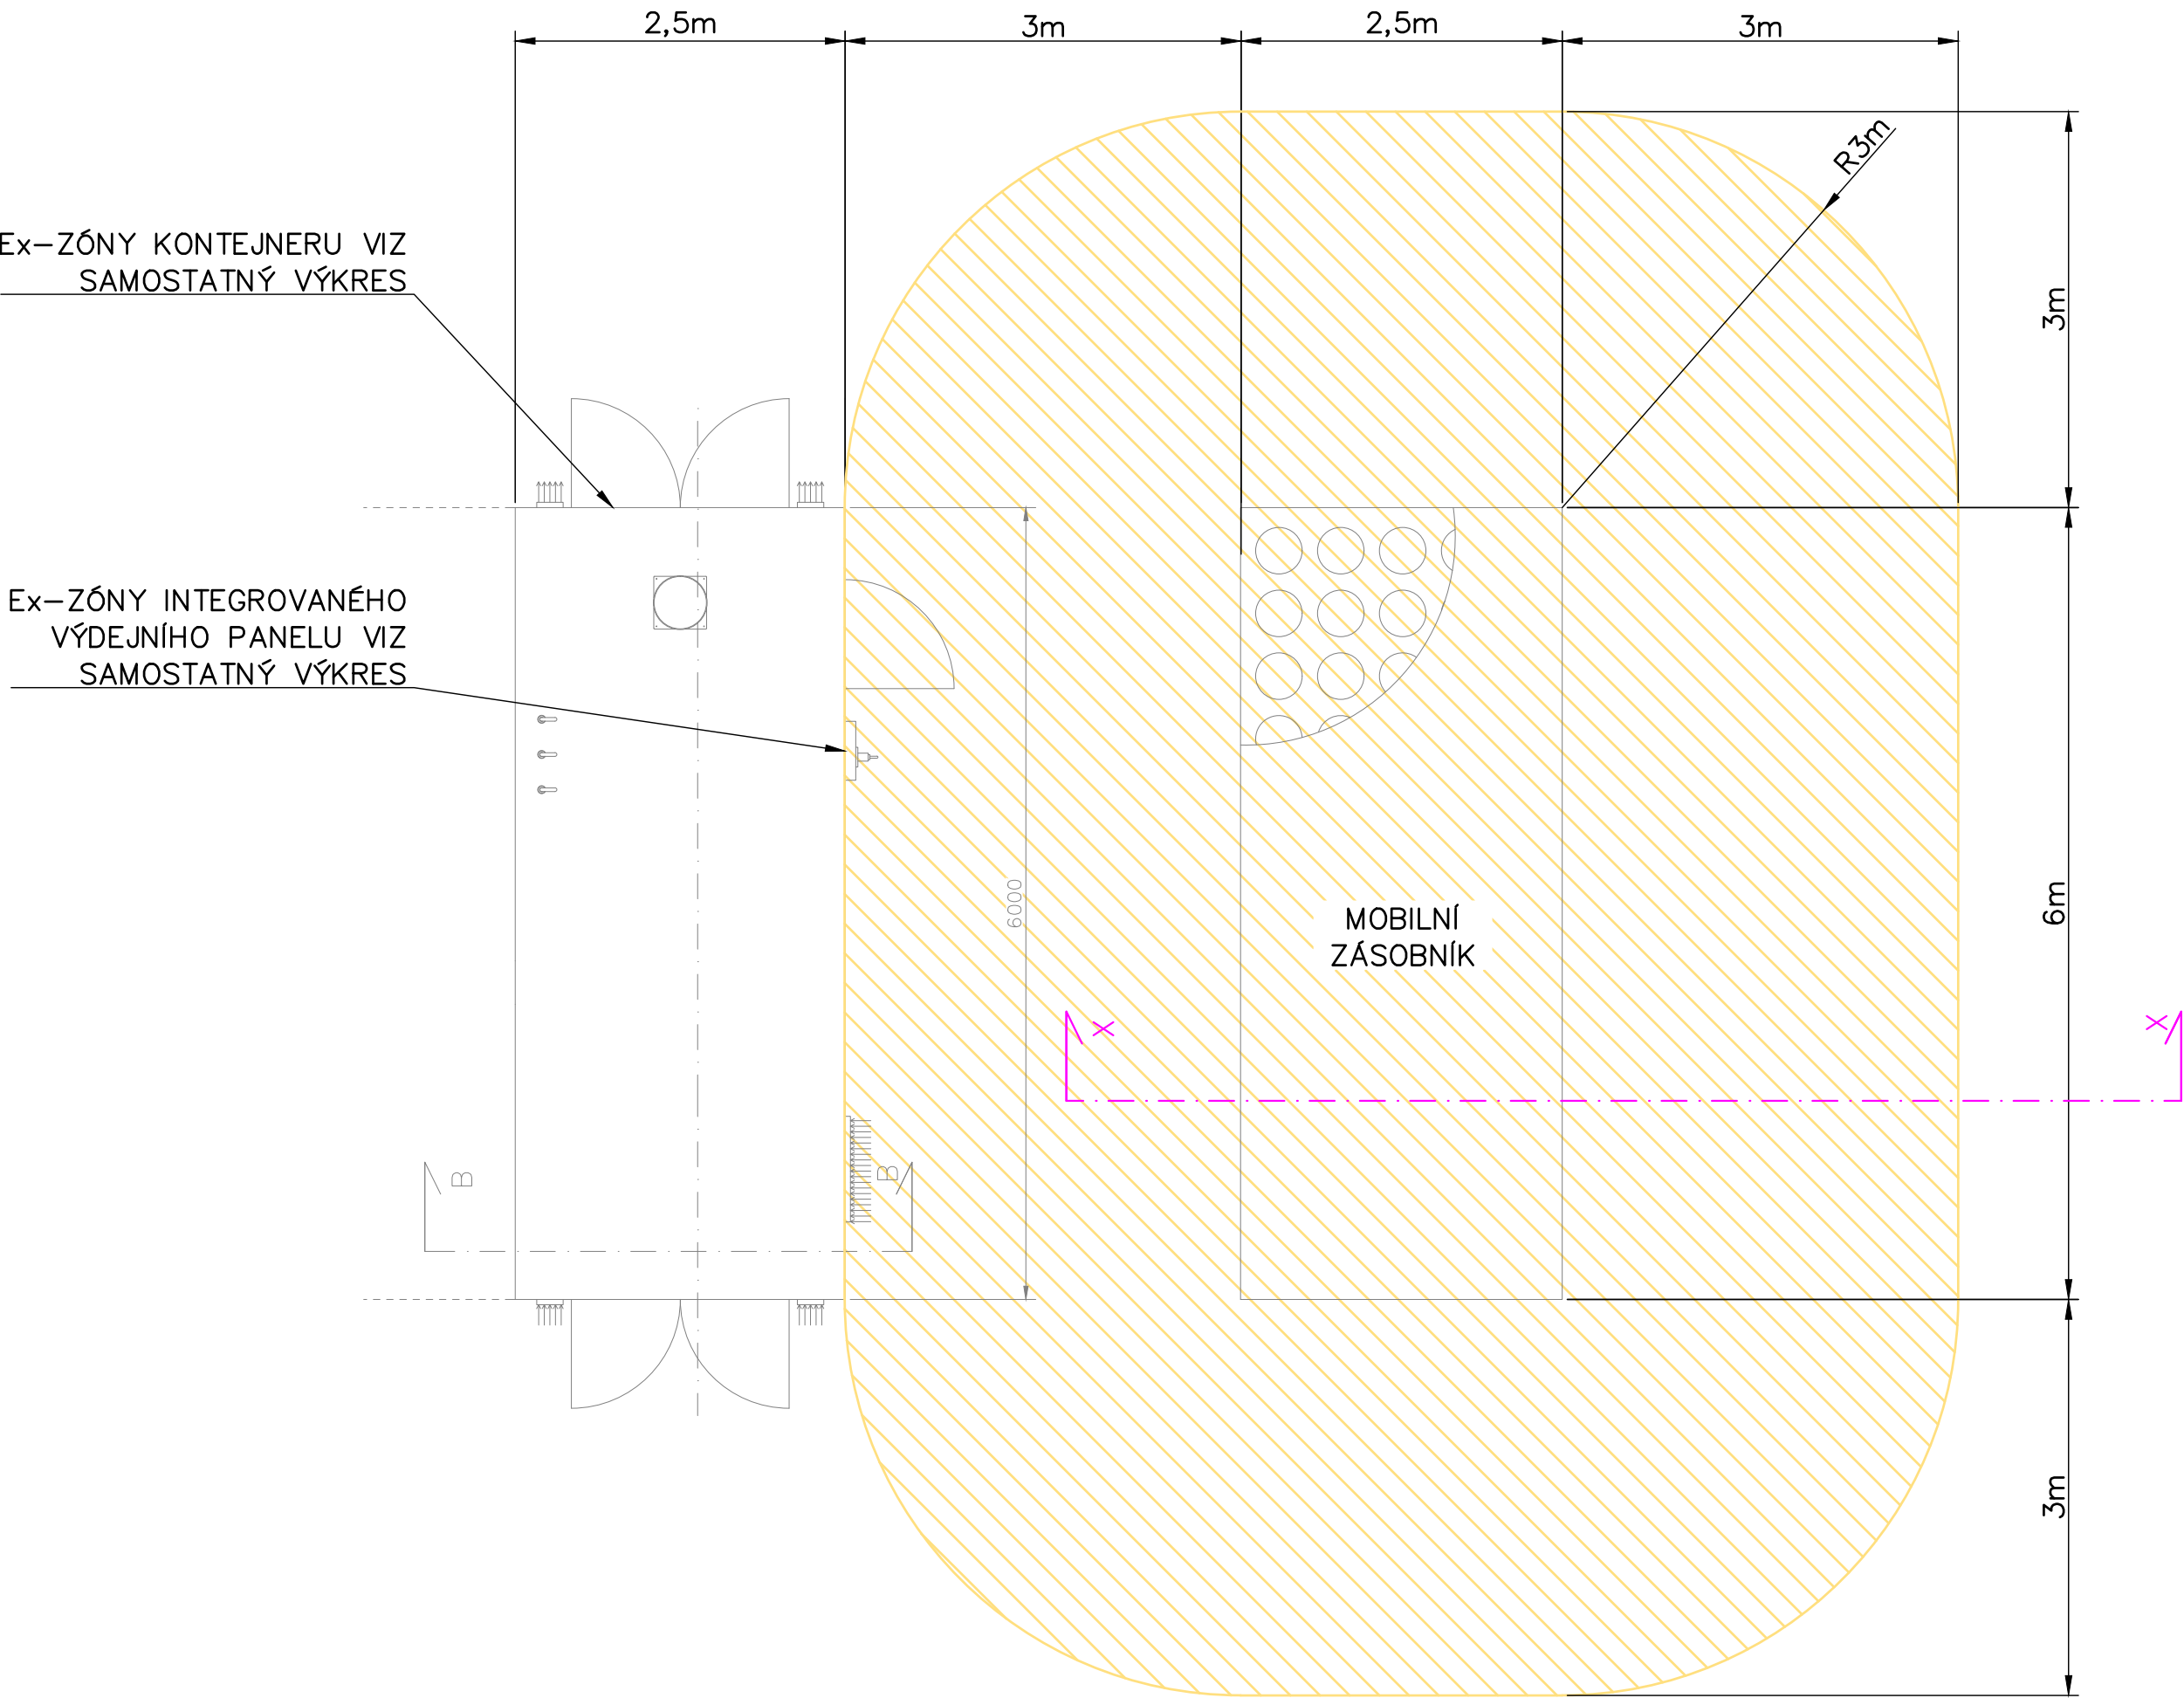 2,5m
3m
2,5m
3m
R3m
Ex-ZÓNY KONTEJNERU VIZ
SAMOSTATNÝ VÝKRES
3m
Ex-ZÓNY INTEGROVANÉHO
VÝDEJNÍHO PANELU VIZ
SAMOSTATNÝ VÝKRES
6000
6m
MOBILNÍ
ZÁSOBNÍK
X
X
B
B
3m